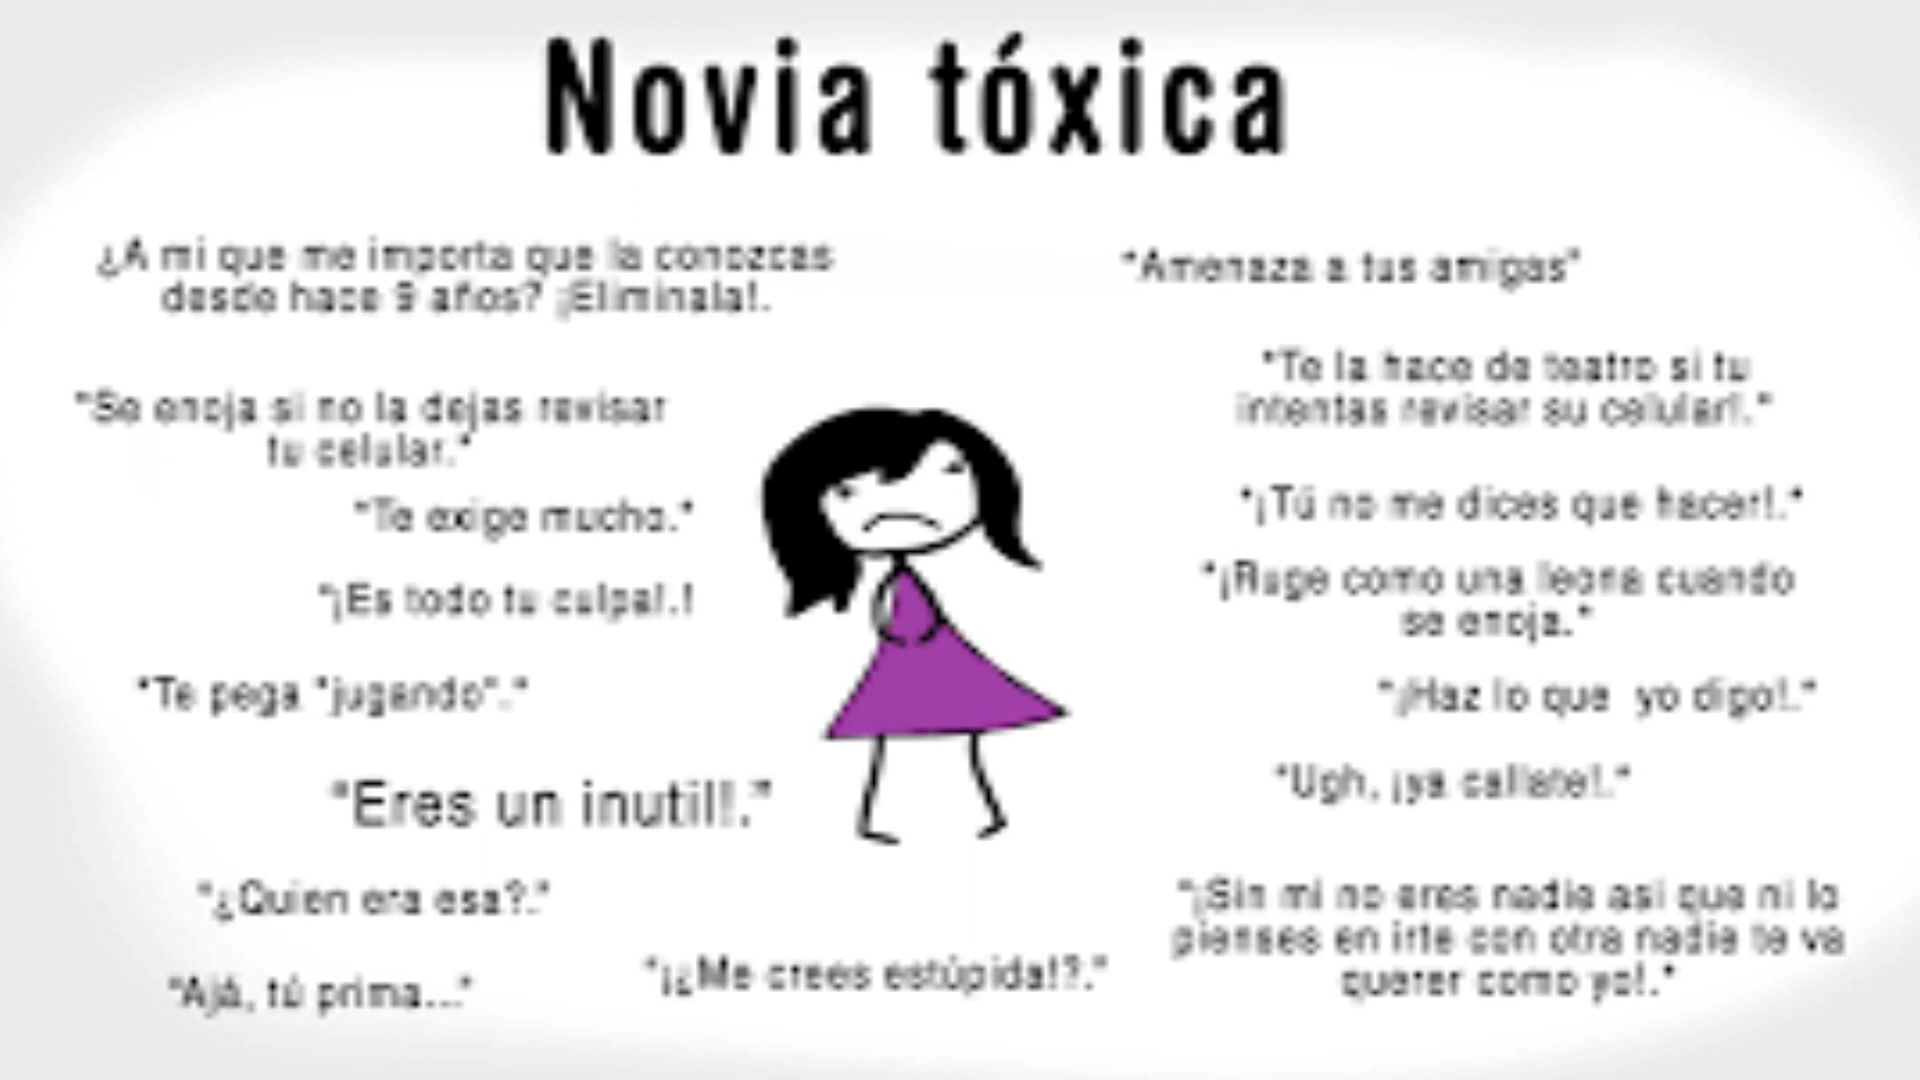 Novia tóxica
¿A mi que me importa que la conozcas
desde hace 9 años? ¡Eliminala!.
"Se enoja si no la dejas revisar
tu celular."
"Te exige mucho."
"¡Es todo tu culpa!.!
"Te pega "jugando"."
"Eres un inutil!."
"¿Quien era esa?."
"Ajá, tú prima..."
"¡¿Me crees estúpida!?."
"Amenaza a tus amigas"
"Te la hace de teatro si tu
intentas revisar su celular!."
"¡Tú no me dices que hacer!."
"¡Ruge como una leona cuando
se enoja."
"¡Haz lo que yo digo!."
"Ugh, ¡ya callate!."
"¡Sin mi no eres nadie asi que ni lo
pienses en irte con otra nadie te va
querer como yo!."